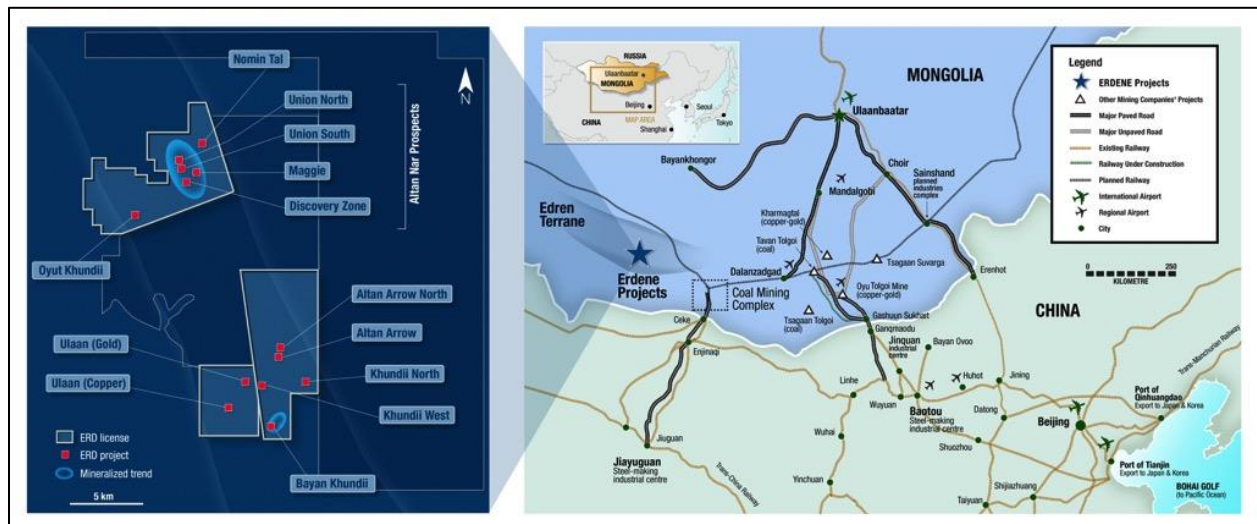 Nomin Tal
Union North
Union South
Maggie
Discovery Zone
Altan Nar Prospects
N
Oyut Khundii
Altan Arrow North
Altan Arrow
Ulaan (Gold)
Ulaan (Copper)
Khundii North
Khundii West
Bayan Khundii
ERD license
ERD project
Mineralized trend
5 km
RUSSIA
Ulaanbaatar
MONGOLIA
Beijing
Seoul
Tokyo
CHINA
MAP AREA
Shanghai
MONGOLIA
Ulaanbaatar
Bayankhongor
Choir
Sainshand
planned
industries
complex
Mandalgobi
Edren
Terrane
Kharmagtal
(copper-gold)
Tavan Tolgoi
(coal)
Tsagaan Suvarga
Dalanzadgad
Erdene
Projects
Coal Mining
Complex
Oyu Tolgoi Mine
(copper-gold)
Erenhot
Tsagaan Tolgoi
(coal)
Gashuun Sukhait
Ganqmaodu
Ceke
Enjinaqi
Jinquan
industrial
centre
Bayan Ovoo
CHINA
Linhe
Huhot
Jining
Wuyuan
Baotou
Steel-making
industrial centre
Datong
Beijing
Port of
Qinhuangdao
Export to Japan & Korea
Trans-Manchurian Railway
Jiuguan
Jiayuguan
Steel-making
industrial centre
Wuhai
Shuozhou
Port of Tianjin
Export to Japan & Korea
Trans-China Railway
Yinchuan
Shijiazhuang
Taiyuan
BOHAI GOLF
(to Pacific Ocean)
Legend
ERDENE Projects
Other Mining Companies' Projects
Major Paved Road
Major Unpaved Road
Existing Railway
Railway Under Construction
Planned Railway
International Airport
Regional Airport
City
0
250
KILOMETRE